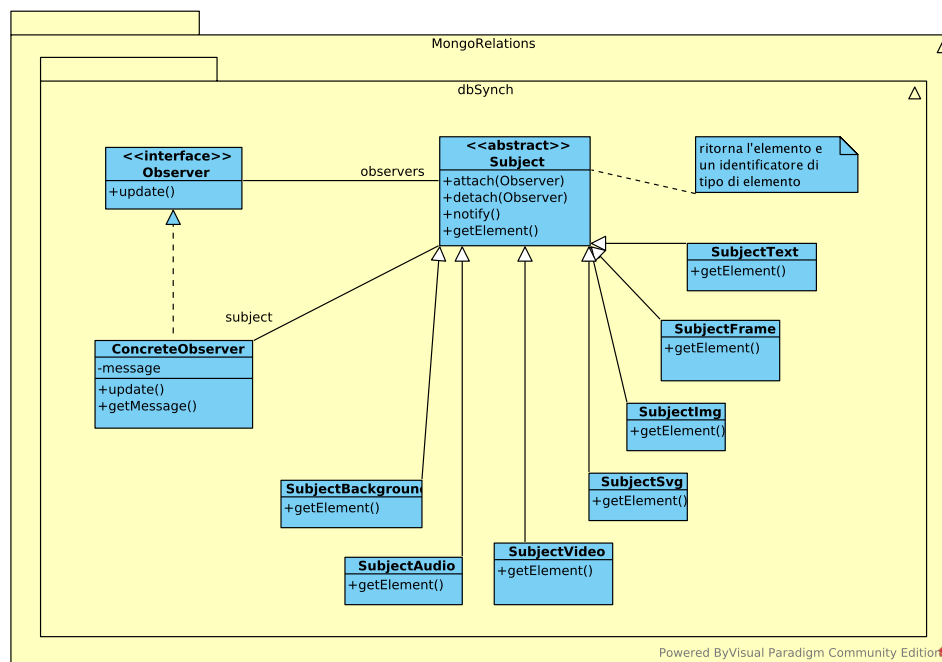 MongoRelations
dbSynch
<<interface>>
Observer
+update()
observers
<<abstract>>
Subject
+attach(Observer)
+detach(Observer)
+notify()
+getElement()
ritorna l'elemento e
un identificatore di
tipo di elemento
SubjectText
+getElement()
subject
SubjectFrame
+getElement()
ConcreteObserver
-message
+update()
+getMessage()
SubjectImg
+getElement()
SubjectBackground
+getElement()
SubjectSvg
+getElement()
SubjectAudio
+getElement()
SubjectVideo
+getElement()
Powered ByVisual Paradigm Community Edition